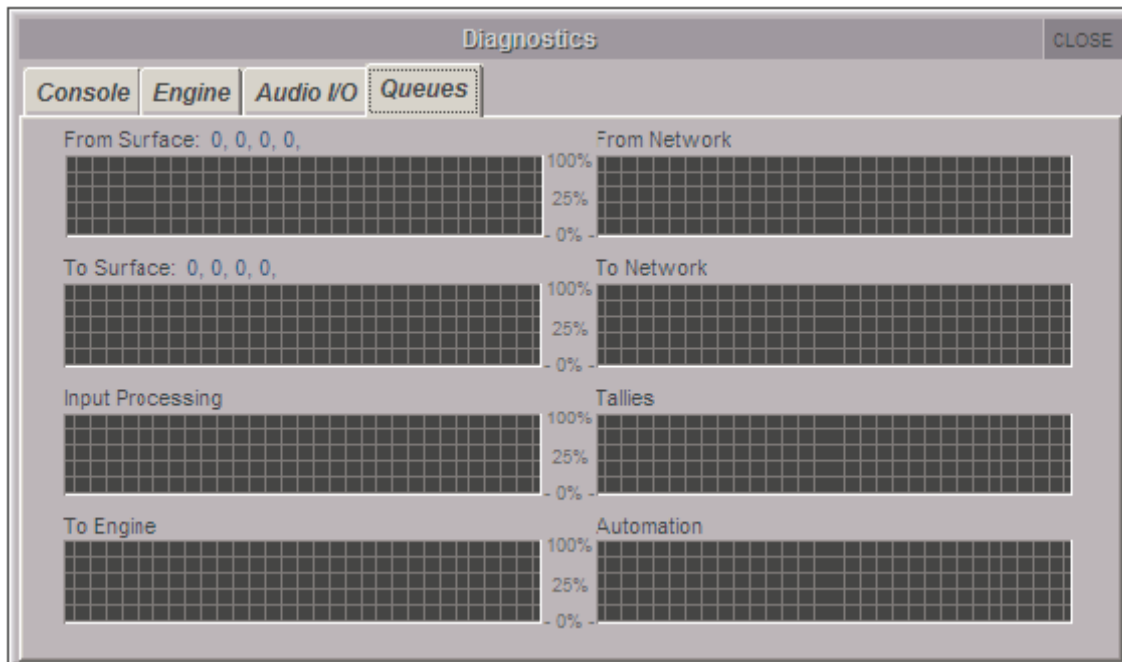 Diagnostics CLOSE
Console Engine Audio I/O Queues
From Surface: 0, 0, 0, 0, From Network
100%
25%
- 0% -
To Surface: 0, 0, 0, 0, To Network
100%
25%
- 0% -
Input Processing Tallies
100%
25%
- 0% -
To Engine Automation
100%
25%
- 0% -